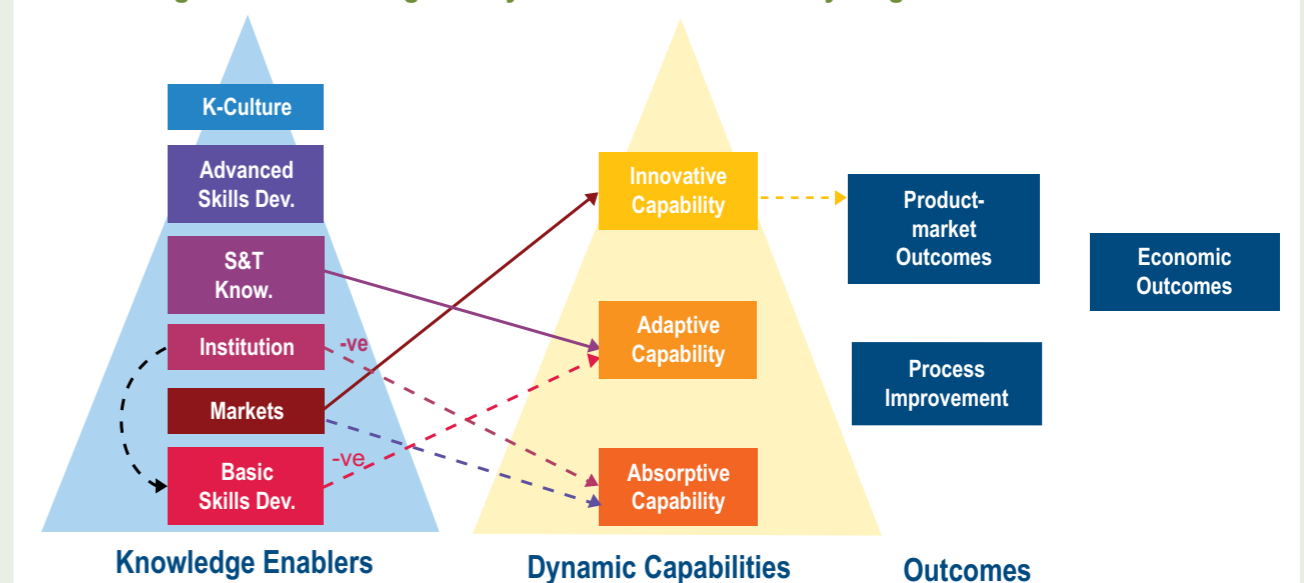 K-Culture
Advanced
Skills Dev.
S&T
Know.
Institution
Markets
Basic
Skills Dev.
-ve
-ve
Innovative
Capability
Adaptive
Capability
Absorptive
Capability
Product-
market
Outcomes
Process
Improvement
Economic
Outcomes
Knowledge Enablers
Dynamic Capabilities
Outcomes